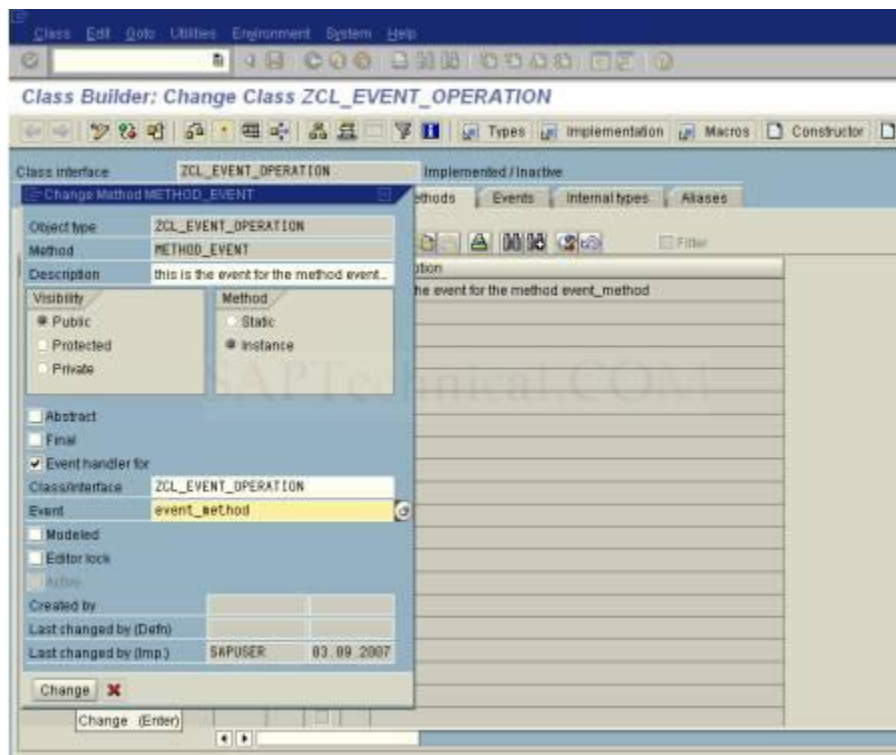 Class Edit Goto Utilities Environment System Help
Class Builder: Change Class ZCL_EVENT_OPERATION
Types Implementation Macros Constructor
Class interface ZCL_EVENT_OPERATION Implemented / Inactive
Change Method METHOD_EVENT
ethods Events Internal types Aliases
Object type ZCL_EVENT_OPERATION
Method METHOD_EVENT
Filter
Description this is the event for the method event..
ption
he event for the method event_method
Visibility Method
Public Static
Protected Instance
Private
SAPTechnical.COM
Abstract
Final
Event handler for
Class/interface ZCL_EVENT_OPERATION
Event event_method
Modeled
Editor lock
Active
Created by
Last changed by (Defn)
Last changed by (Imp.) SAPUSER 03.09.2007
Change
Change (Enter)